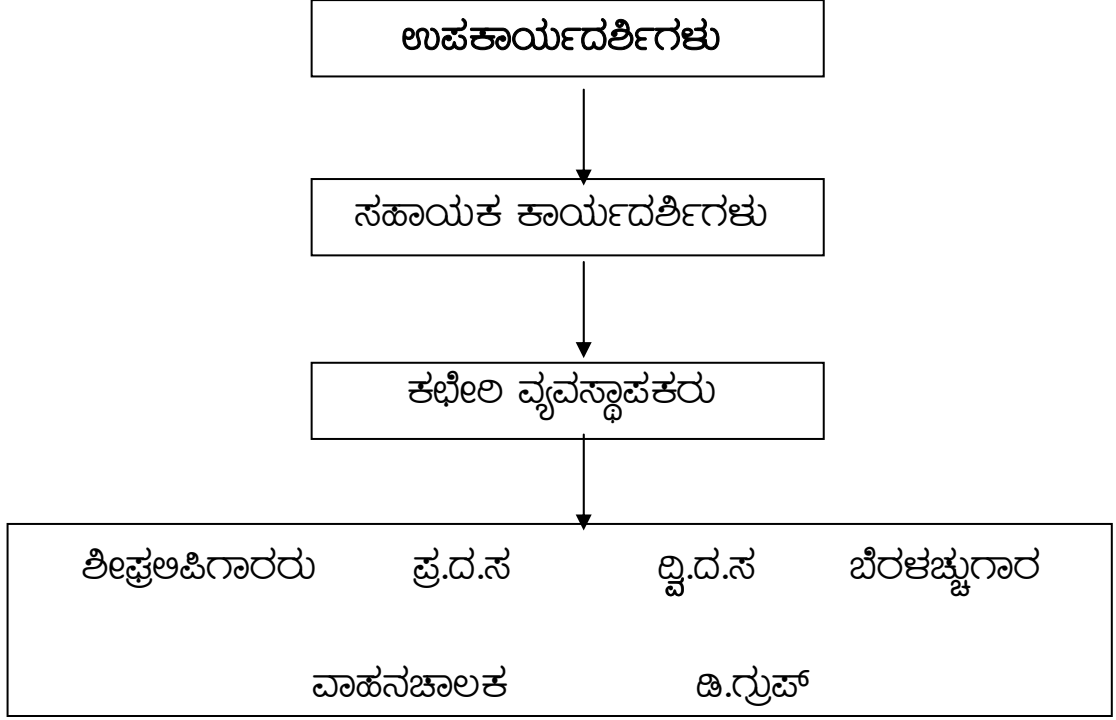 ಉಪಕಾರ್ಯದರ್ಶಿಗಳು
ಸಹಾಯಕ ಕಾರ್ಯದರ್ಶಿಗಳು
ಕಛೇರಿ ವ್ಯವಸ್ಥಾಪಕರು
ಶೀಘ್ರಲಿಪಿಗಾರರು ಪ್ರ.ದ.ಸ ದ್ವಿ.ದ.ಸ ಬೆರಳಚ್ಚುಗಾರ
ವಾಹನಚಾಲಕ ಡಿ.ಗ್ರುಪ್